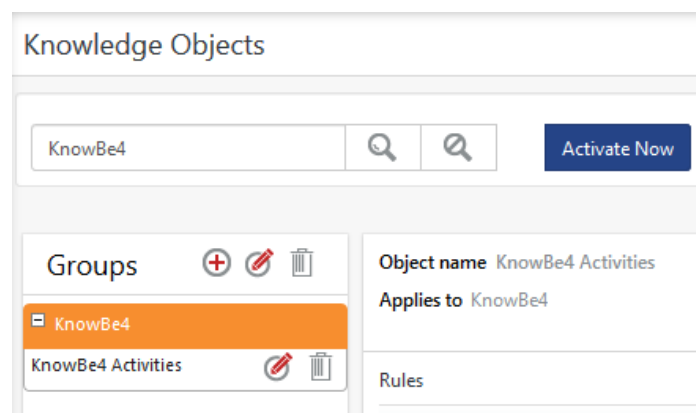 Knowledge Objects
KnowBe4
Activate Now
Groups
KnowBe4
KnowBe4 Activities
Object name KnowBe4 Activities
Applies to KnowBe4
Rules